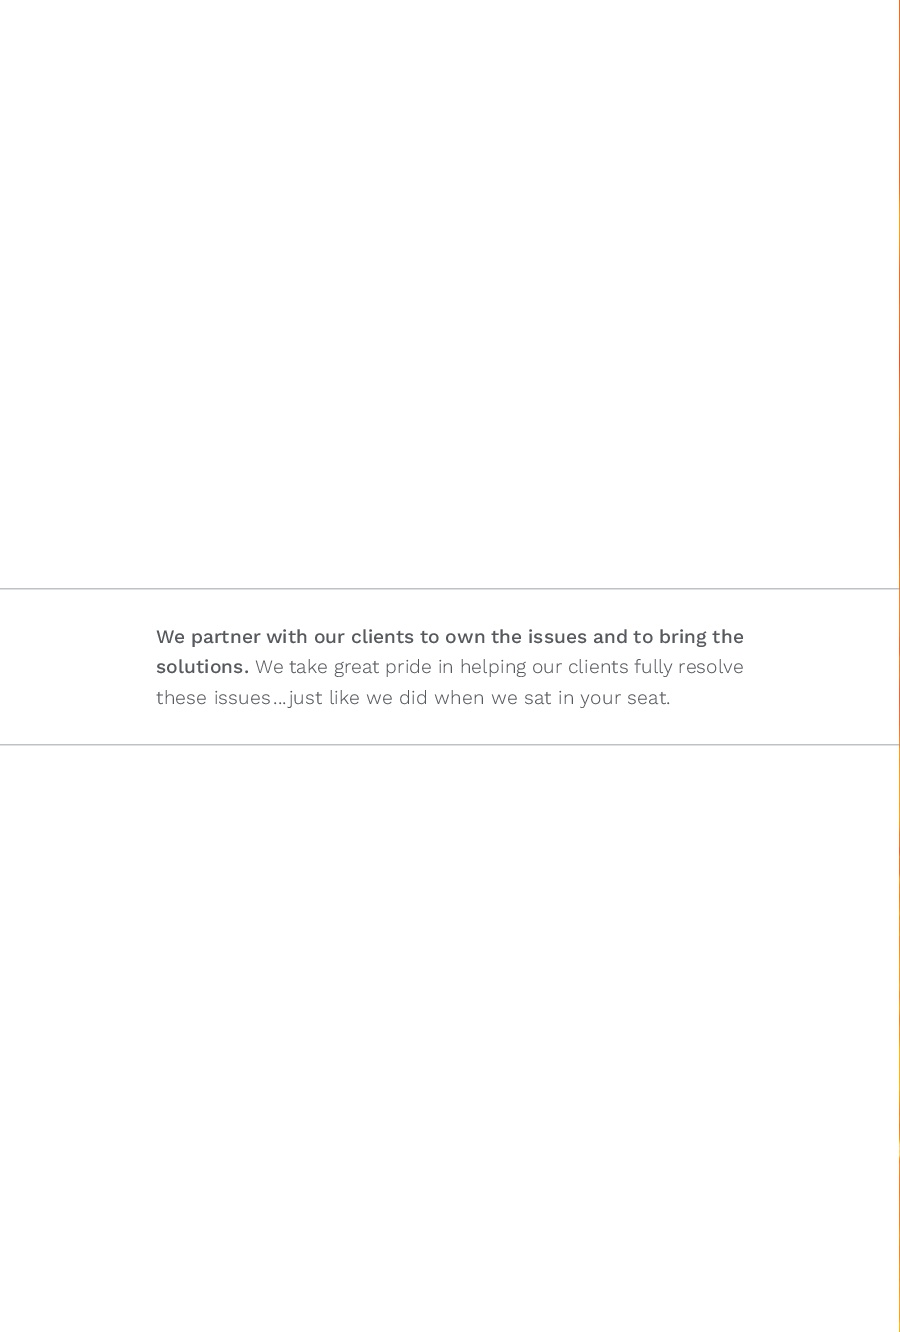 We partner with our clients to own the issues and to bring the
solutions. We take great pride in helping our clients fully resolve
these issues...just like we did when we sat in your seat.